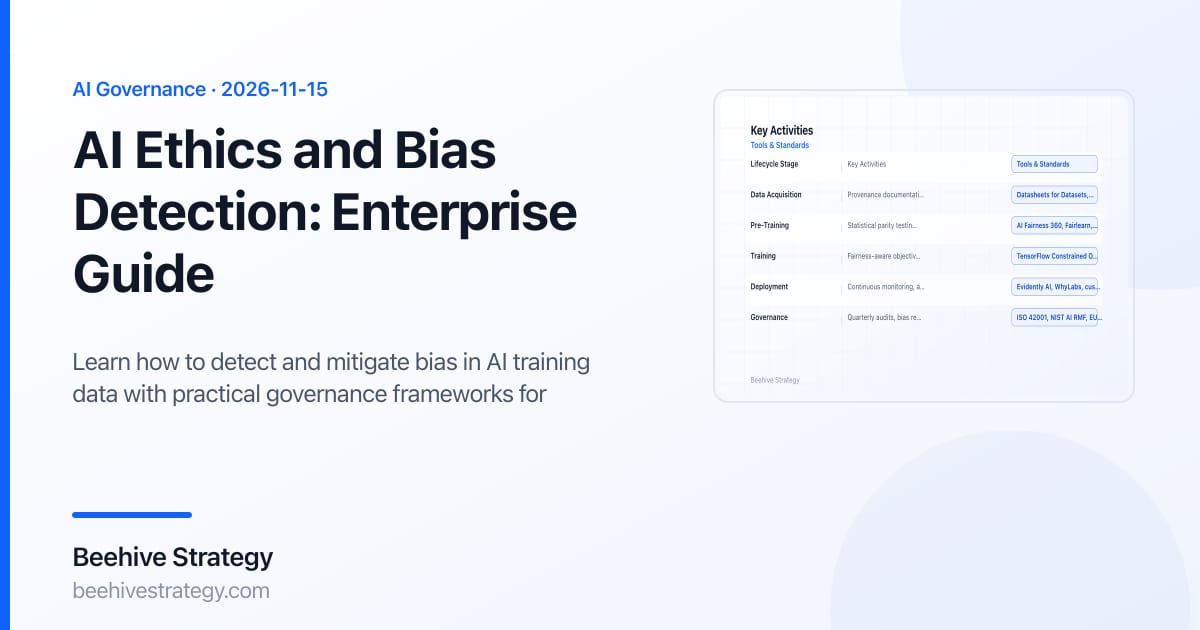 AI Governance · 2026-11-15
AI Ethics and Bias
Detection: Enterprise
Guide
Learn how to detect and mitigate bias in AI training
data with practical governance frameworks for
Beehive Strategy
beehivestrategy.com
Key Activities
Tools & Standards
Lifecycle Stage Key Activities Tools & Standards
Data Acquisition Provenance documentati... Datasheets for Datasets,...
Pre-Training Statistical parity testin... AI Fairness 360, Fairlearn,...
Training Fairness-aware objectiv... TensorFlow Constrained O...
Deployment Continuous monitoring, a... Evidently AI, WhyLabs, cus...
Governance Quarterly audits, bias re... ISO 42001, NIST AI RMF, EU...
Beehive Strategy